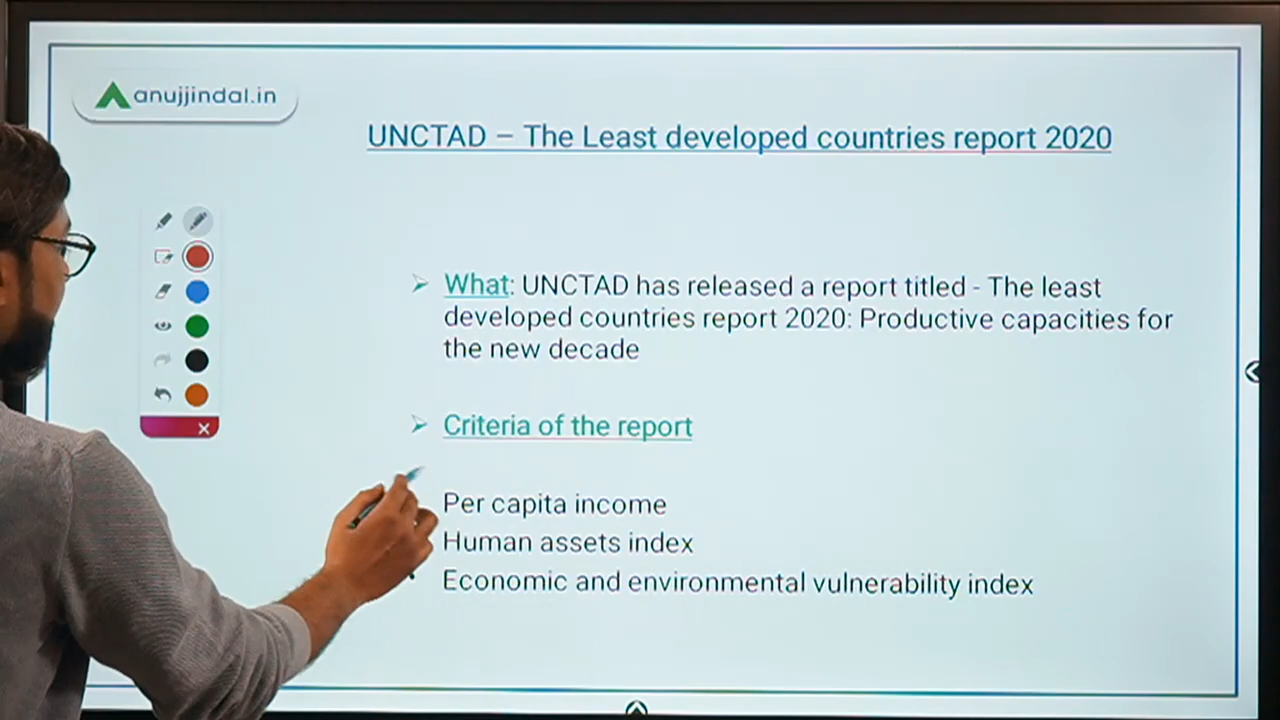 anujjindal.in
UNCTAD – The Least developed countries report 2020
What: UNCTAD has released a report titled - The least
developed countries report 2020: Productive capacities for
the new decade
Criteria of the report
Per capita income
Human assets index
Economic and environmental vulnerability index